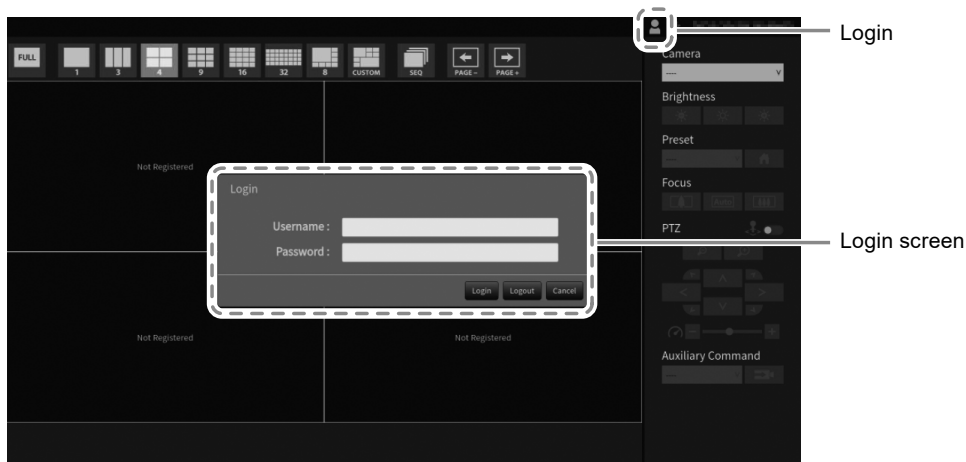 Login
FULL
1
3
4
9
16
32
8
CUSTOM
SEQ
PAGE-
PAGE+
Camera
----
Brightness
Not Registered
Preset
----
Focus
Auto
Login
Username :
Password :
PTZ
Login screen
Login Logout Cancel
Not Registered
Not Registered
Auxiliary Command
----